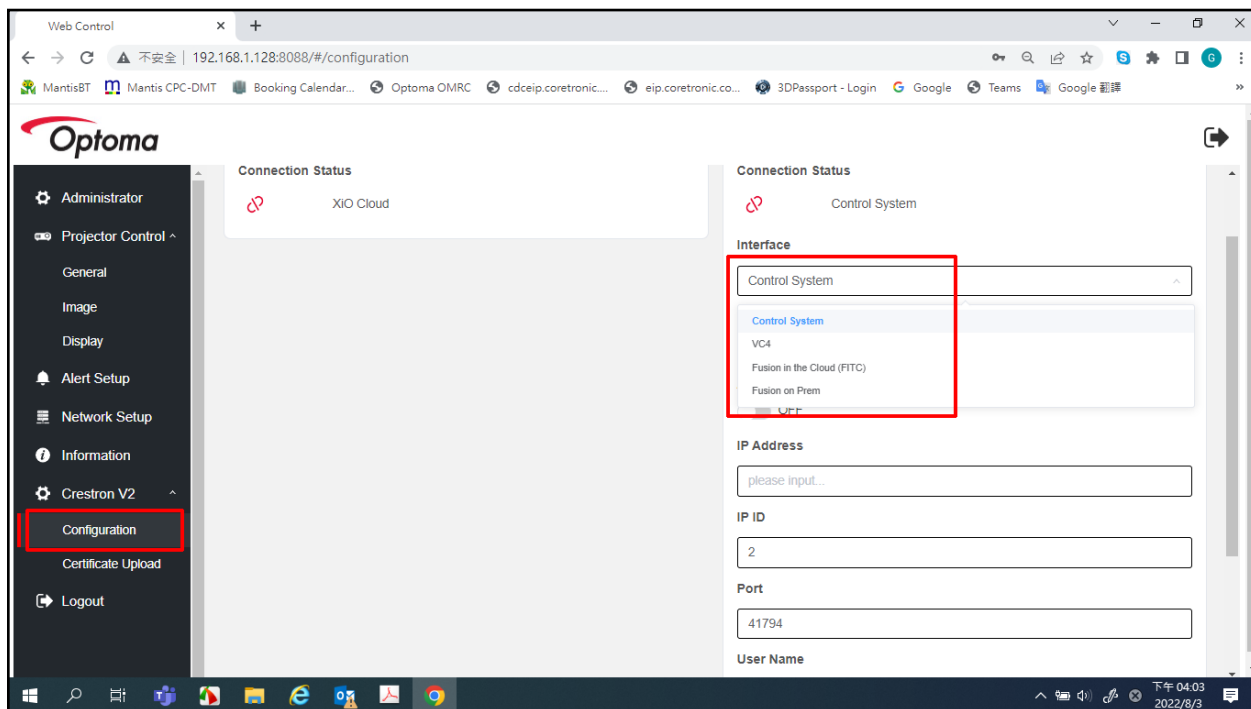 Web Control
不安全 | 192.168.1.128:8088/#/configuration
MantisBT
Mantis CPC-DMT
Booking Calendar...
Optoma OMRC
cdceip.coretronic....
eip.coretronic.co...
3DPassport - Login
Google
Teams
Google 翻譯
Optoma
Administrator
Projector Control
General
Image
Display
Alert Setup
Network Setup
Information
Crestron V2
Configuration
Certificate Upload
Logout
Connection Status
XiO Cloud
Connection Status
Control System
Interface
Control System
Control System
VC4
Fusion in the Cloud (FITC)
Fusion on Prem
OFF
IP Address
please input...
IP ID
2
Port
41794
User Name
下午 04:03
2022/8/3